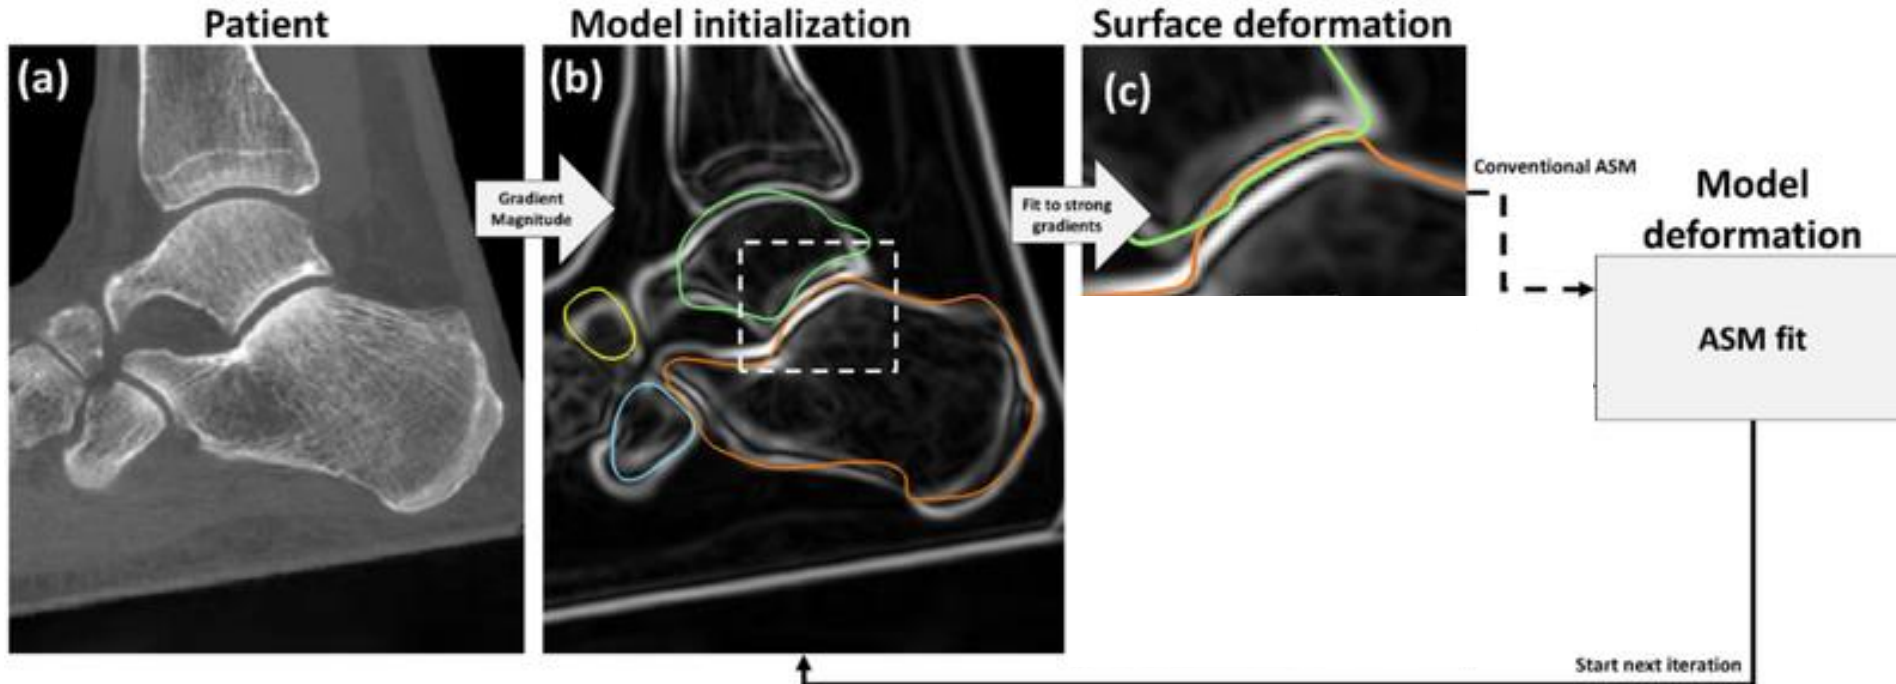 Patient
Model initialization
Surface deformation
(a)
(b)
(c)
Gradient
Magnitude
Fit to strong
gradients
Conventional ASM
Model
deformation
ASM fit
Start next iteration